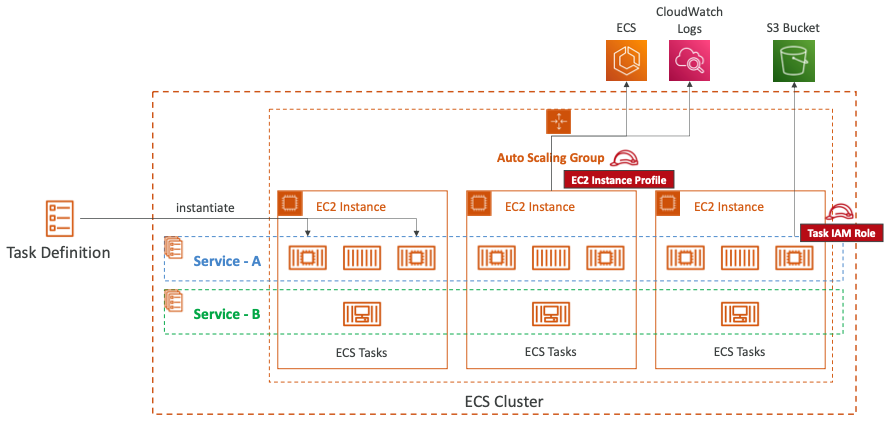 ECS
CloudWatch
Logs
S3 Bucket
Auto Scaling Group
EC2 Instance Profile
EC2 Instance
EC2 Instance
EC2 Instance
instantiate
Task Definition
Task IAM Role
Service - A
Service - B
ECS Tasks
ECS Tasks
ECS Tasks
ECS Cluster